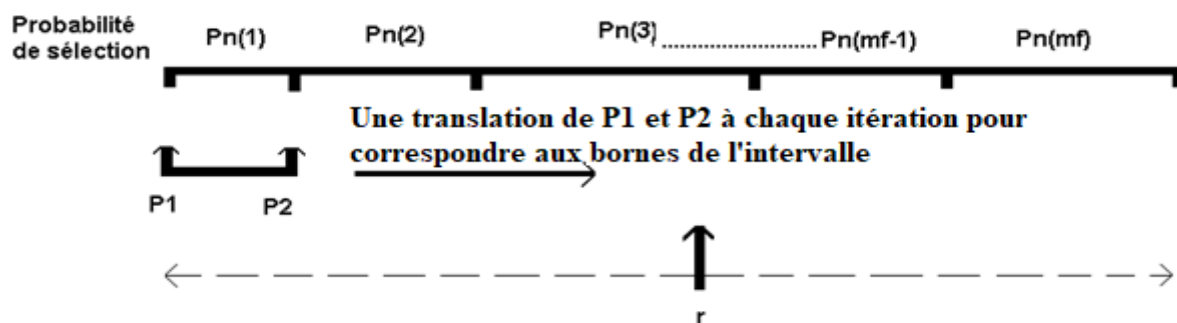 Probabilité
de sélection
Pn(1) Pn(2) Pn(3) ........................ Pn(mf-1) Pn(mf)
Une translation de P1 et P2 à chaque itération pour
correspondre aux bornes de l'intervalle
P1 P2
r